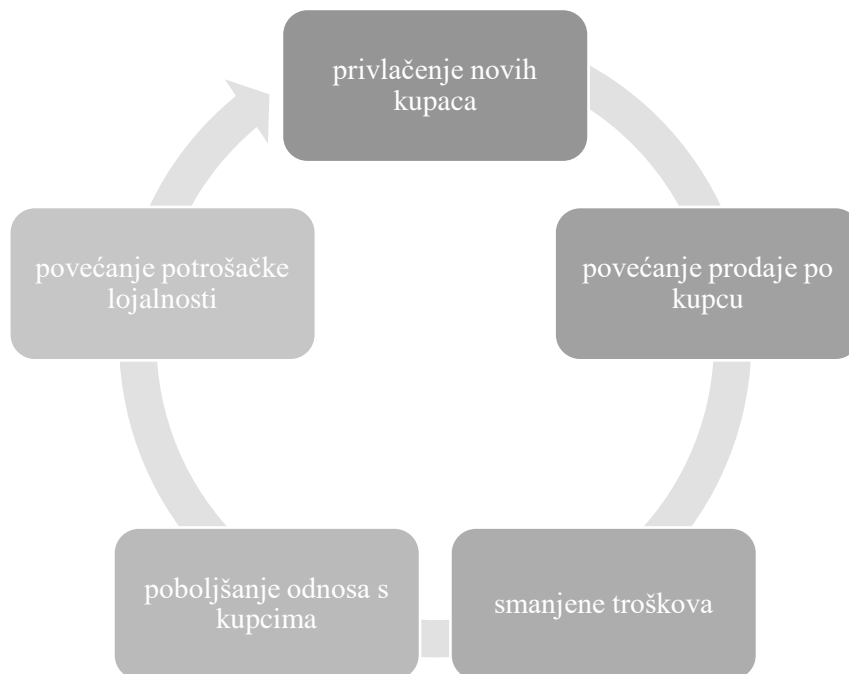 privlačenje novih
kupaca
povećanje prodaje po
kupcu
smanjene troškova
poboljšanje odnosa s
kupcima
povećanje potrošačke
lojalnosti